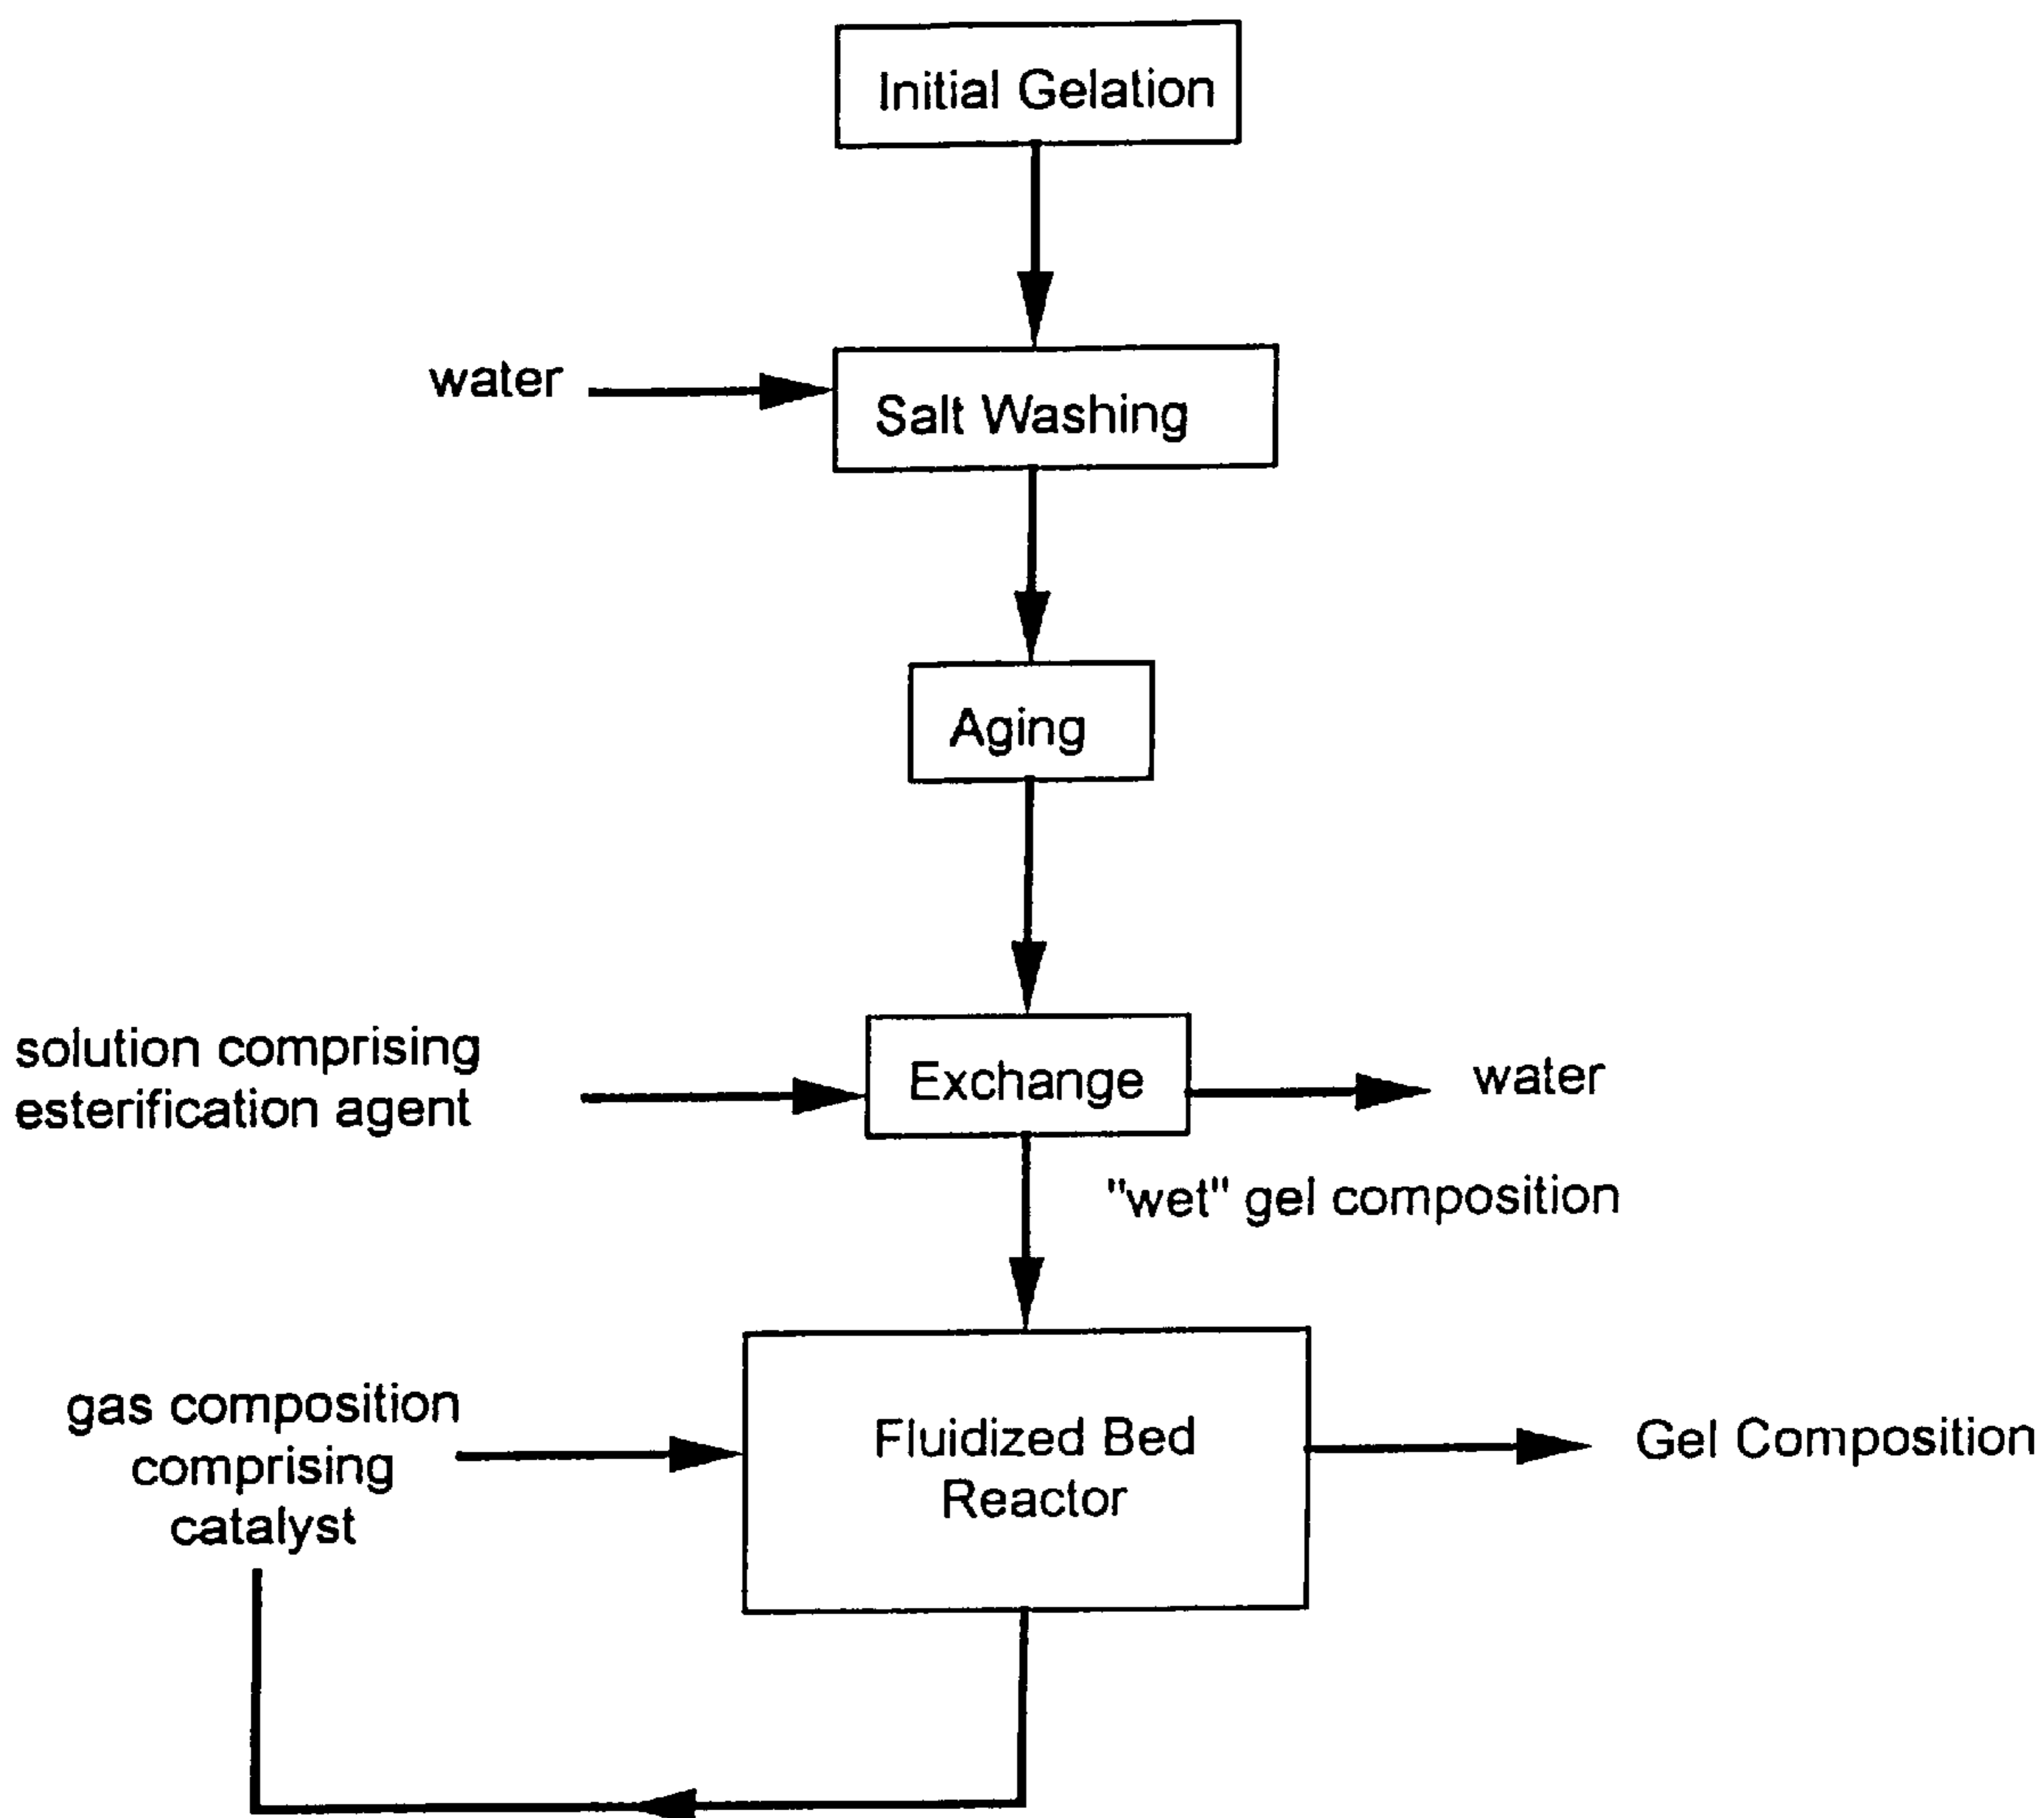 Initial Gelation
water
Salt Washing
Aging
solution comprising
esterification agent
Exchange
water
"wet" gel composition
gas composition
comprising
catalyst
Fluidized Bed
Reactor
Gel Composition